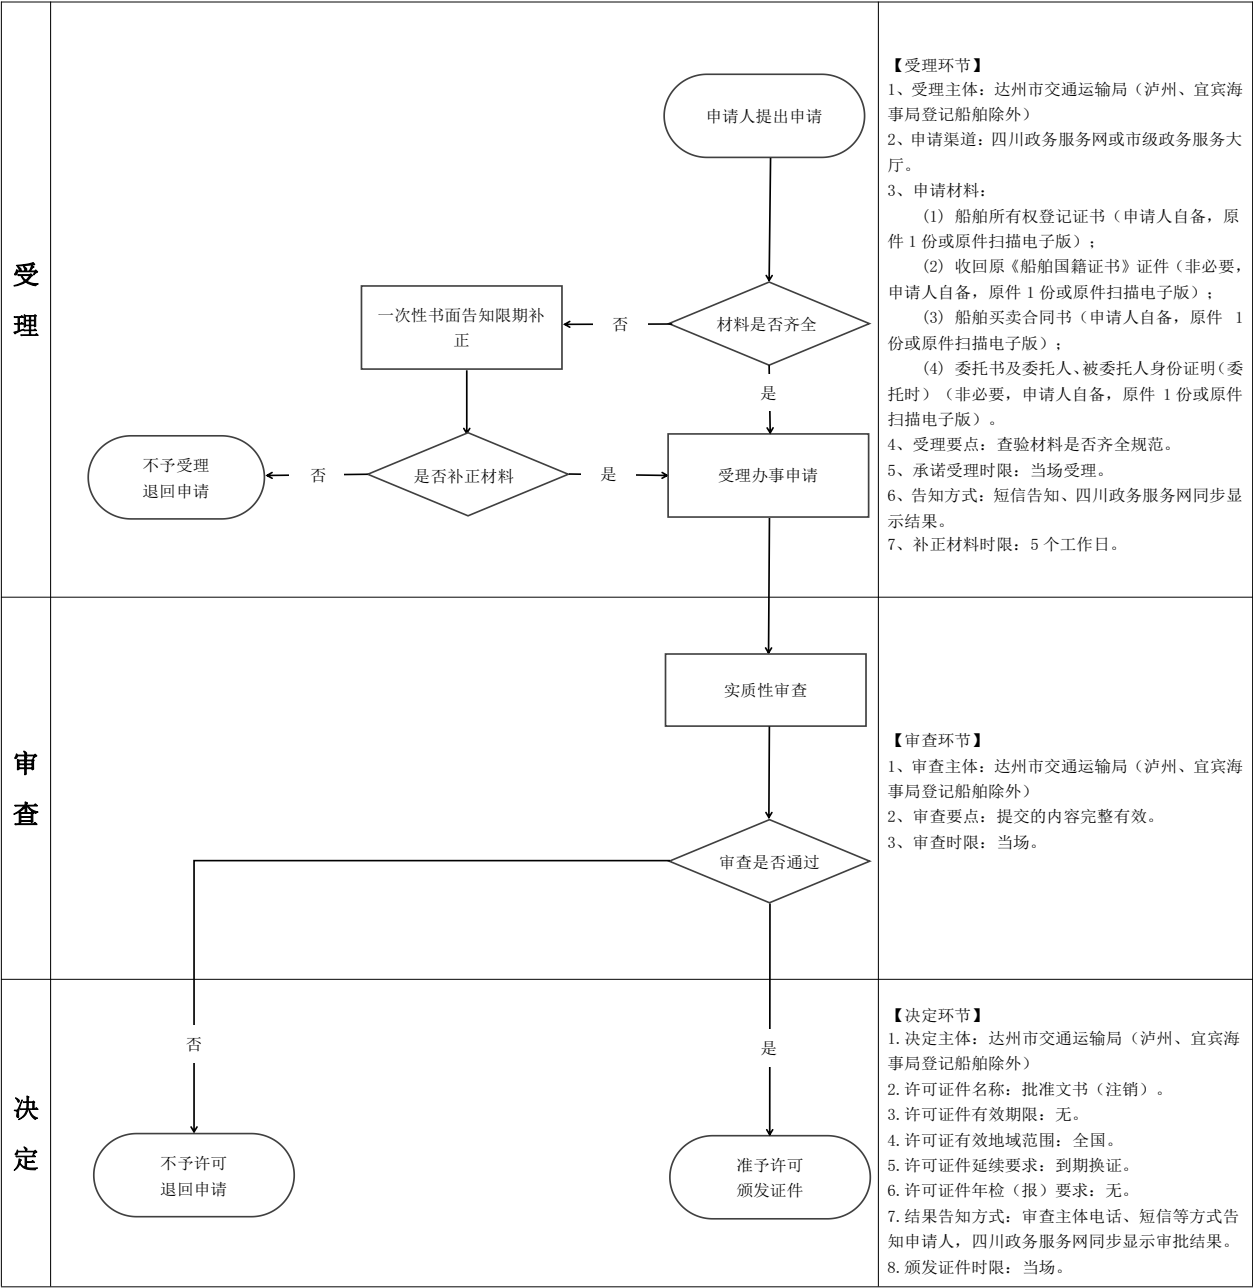 受
理
申请人提出申请
材料是否齐全
否
一次性书面告知限期补
正
是
是否补正材料
否
不予受理
退回申请
是
受理办事申请
【受理环节】
1、受理主体：达州市交通运输局（泸州、宜宾海
事局登记船舶除外）
2、申请渠道：四川政务服务网或市级政务服务大
厅。
3、申请材料：
(1) 船舶所有权登记证书（申请人自备，原
件 1 份或原件扫描电子版）；
(2) 收回原《船舶国籍证书》证件（非必要，
申请人自备，原件 1 份或原件扫描电子版）；
(3) 船舶买卖合同书（申请人自备，原件 1
份或原件扫描电子版）；
(4) 委托书及委托人、被委托人身份证明（委
托时）（非必要，申请人自备，原件 1 份或原件
扫描电子版）。
4、受理要点：查验材料是否齐全规范。
5、承诺受理时限：当场受理。
6、告知方式：短信告知、四川政务服务网同步显
示结果。
7、补正材料时限：5 个工作日。
审
查
实质性审查
审查是否通过
【审查环节】
1、审查主体：达州市交通运输局（泸州、宜宾海
事局登记船舶除外）
2、审查要点：提交的内容完整有效。
3、审查时限：当场。
决
定
否
不予许可
退回申请
是
准予许可
颁发证件
【决定环节】
1.决定主体：达州市交通运输局（泸州、宜宾海
事局登记船舶除外）
2.许可证件名称：批准文书（注销）。
3.许可证件有效期限：无。
4.许可证有效地域范围：全国。
5.许可证件延续要求：到期换证。
6.许可证件年检（报）要求：无。
7.结果告知方式：审查主体电话、短信等方式告
知申请人，四川政务服务网同步显示审批结果。
8.颁发证件时限：当场。